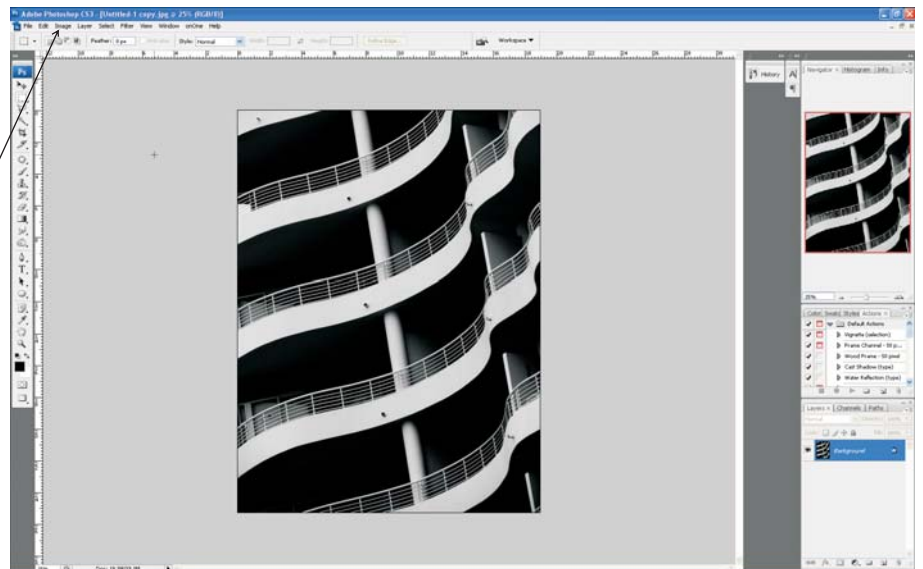 Adobe Photoshop CS3 - [Untitled-1 copy.jpg @ 25% (RGB/8)]
File Edit Image Layer Select Filter View Window onOne Help
Feather: 0 px Style: Normal Workspace ▼
Ps
History
Navigator × Histogram Info
25%
Color Styles Actions ×
Default Actions
Vignette (selection)
Frame Channel - 50 p...
Wood Frame - 50 pixel
Cast Shadow (type)
Water Reflection (type)
Layers × Channels Paths
Background